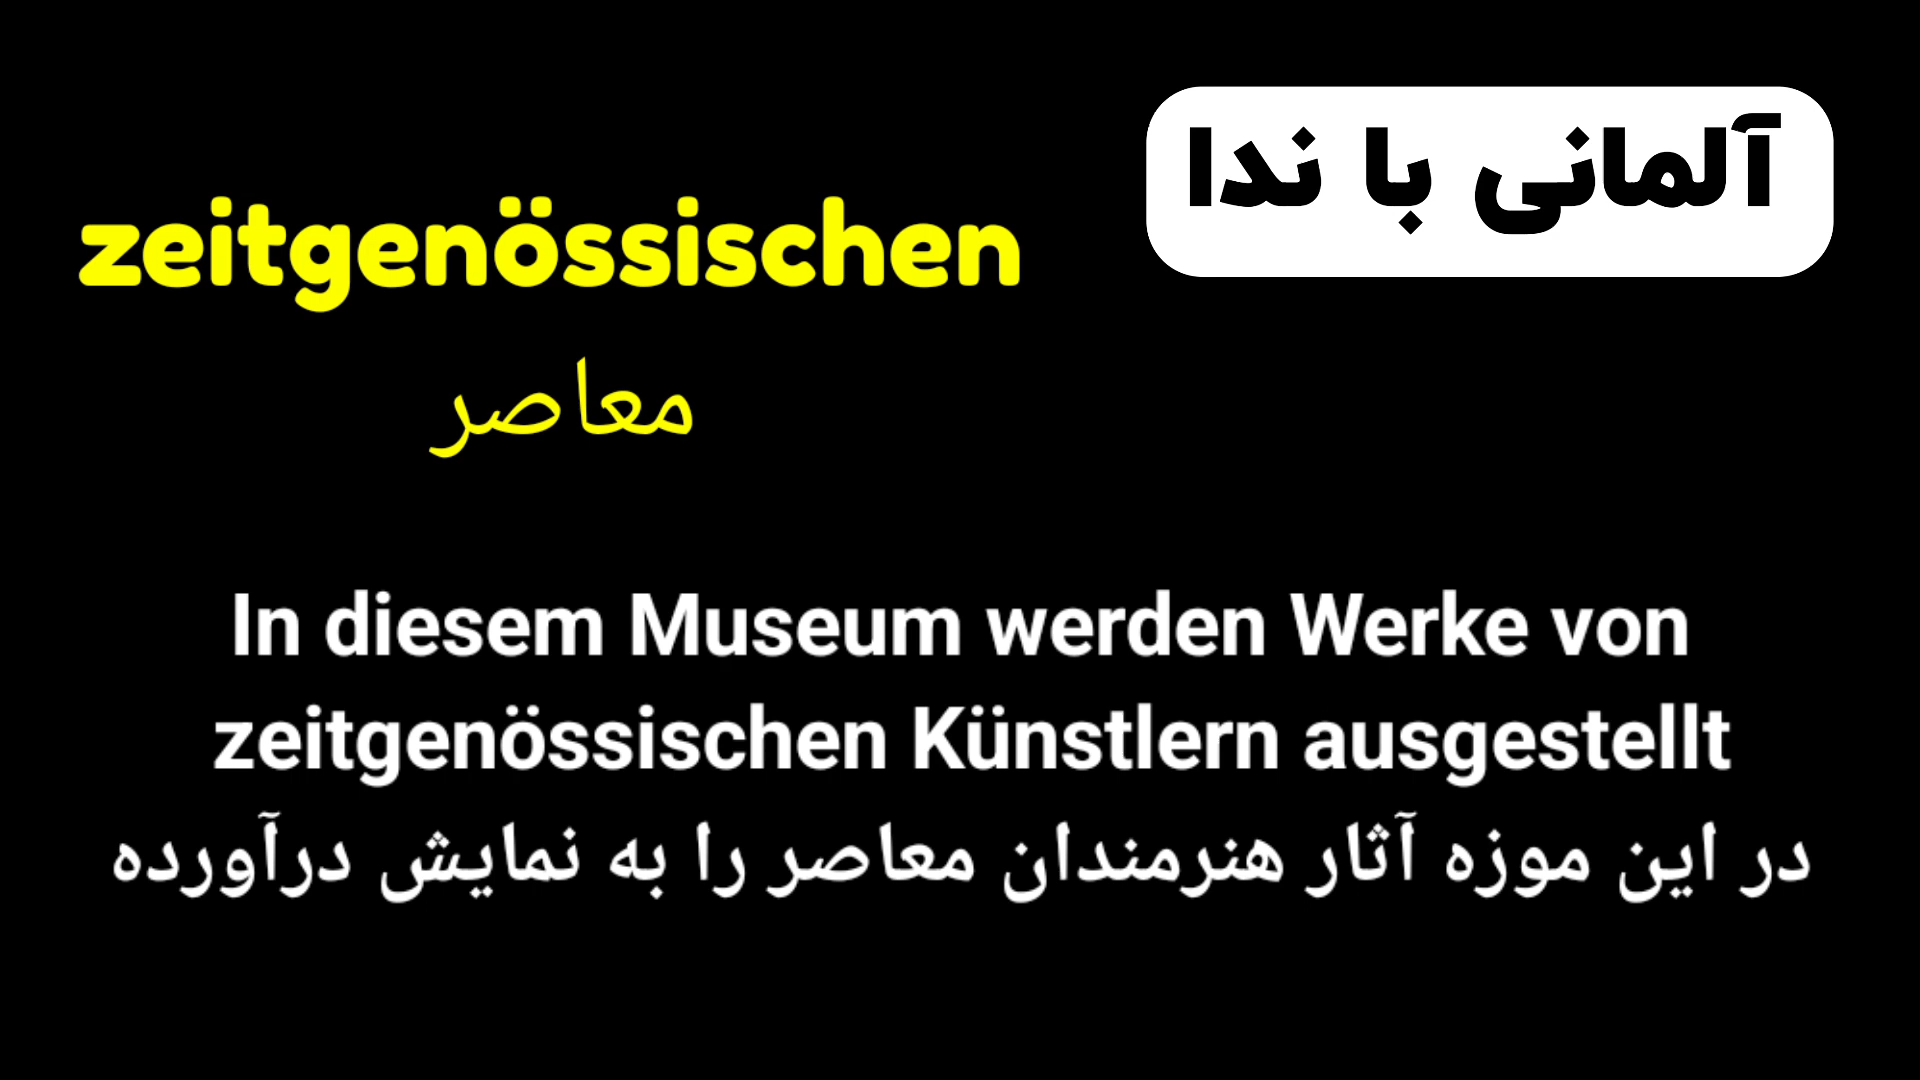 آلمانی با ندا
zeitgenössischen
معاصر
In diesem Museum werden Werke von
zeitgenössischen Künstlern ausgestellt
در این موزه آثار هنرمندان معاصر را به نمایش درآورده